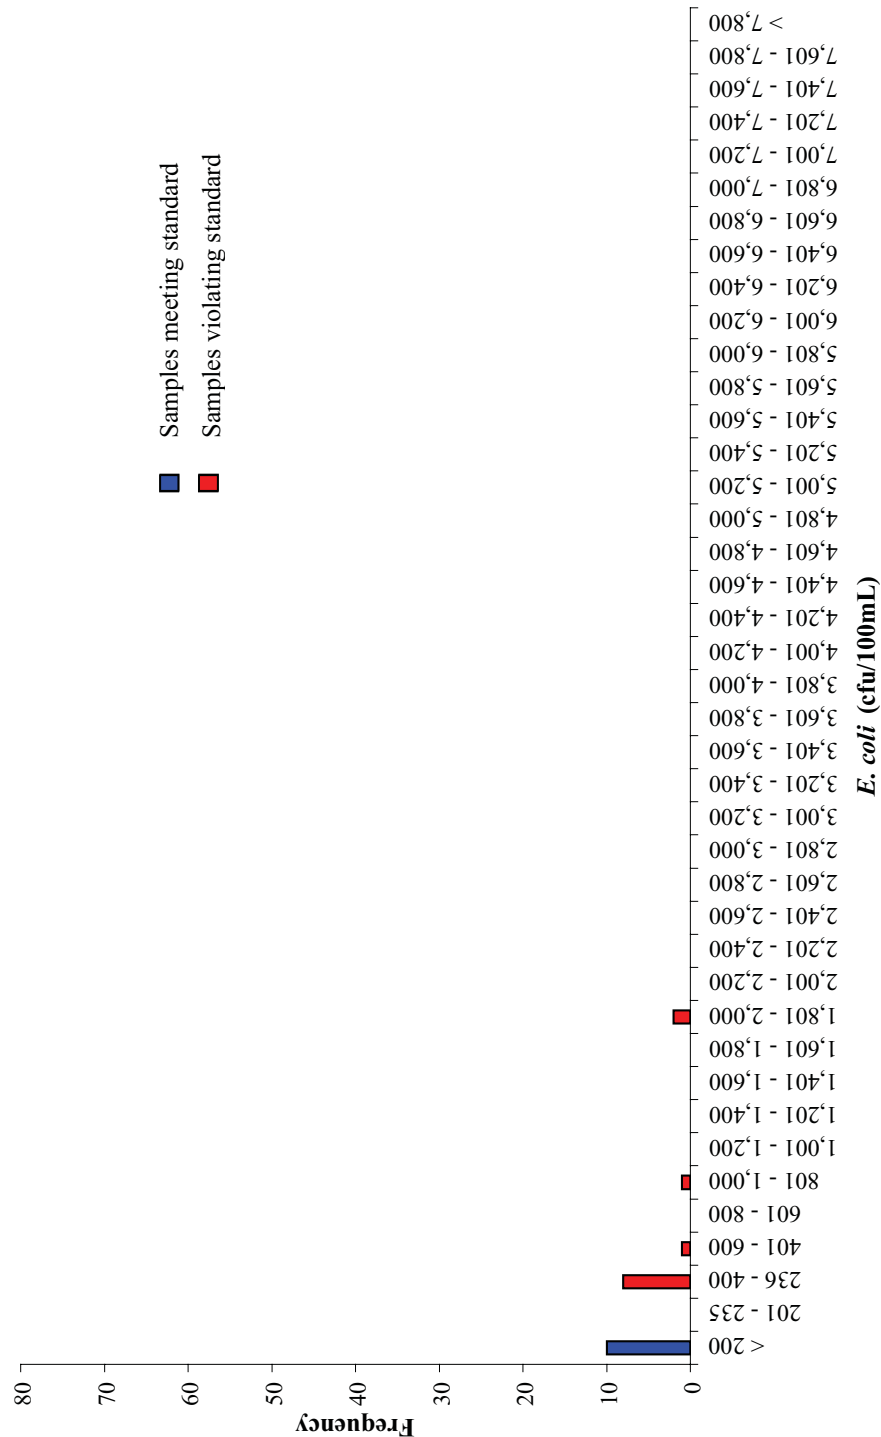 80
70
60
50
40
30
20
10
0
Frequency
Samples meeting standard
Samples violating standard
< 200
201 - 235
236 - 400
401 - 600
601 - 800
801 - 1,000
1,001 - 1,200
1,201 - 1,400
1,401 - 1,600
1,601 - 1,800
1,801 - 2,000
2,001 - 2,200
2,201 - 2,400
2,401 - 2,600
2,601 - 2,800
2,801 - 3,000
3,001 - 3,200
3,201 - 3,400
3,401 - 3,600
3,601 - 3,800
3,801 - 4,000
4,001 - 4,200
4,201 - 4,400
4,401 - 4,600
4,601 - 4,800
4,801 - 5,000
5,001 - 5,200
5,201 - 5,400
5,401 - 5,600
5,601 - 5,800
5,801 - 6,000
6,001 - 6,200
6,201 - 6,400
6,401 - 6,600
6,601 - 6,800
6,801 - 7,000
7,001 - 7,200
7,201 - 7,400
7,401 - 7,600
7,601 - 7,800
> 7,800
E. coli (cfu/100mL)